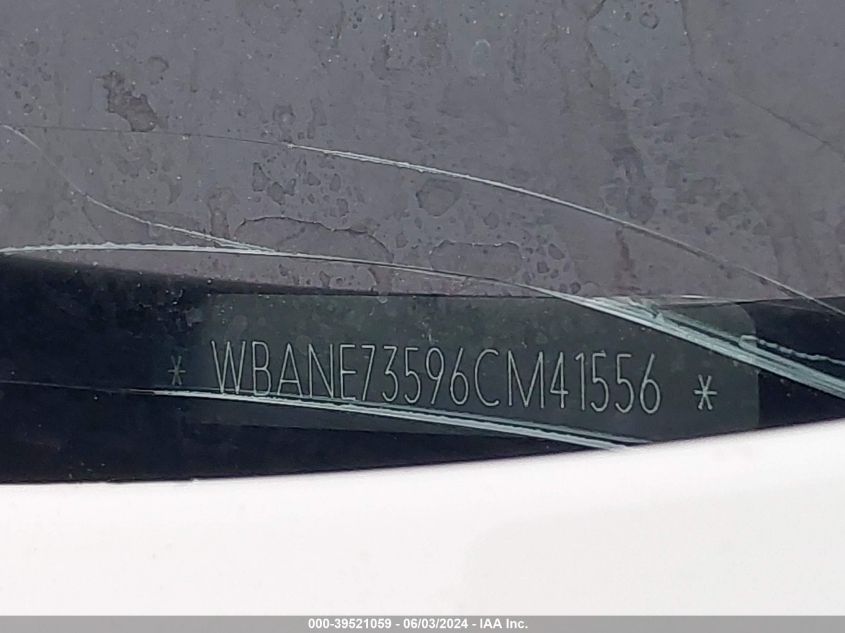 * WBANE73596CM41556 *
000-39521059 - 06/03/2024 - IAA Inc.